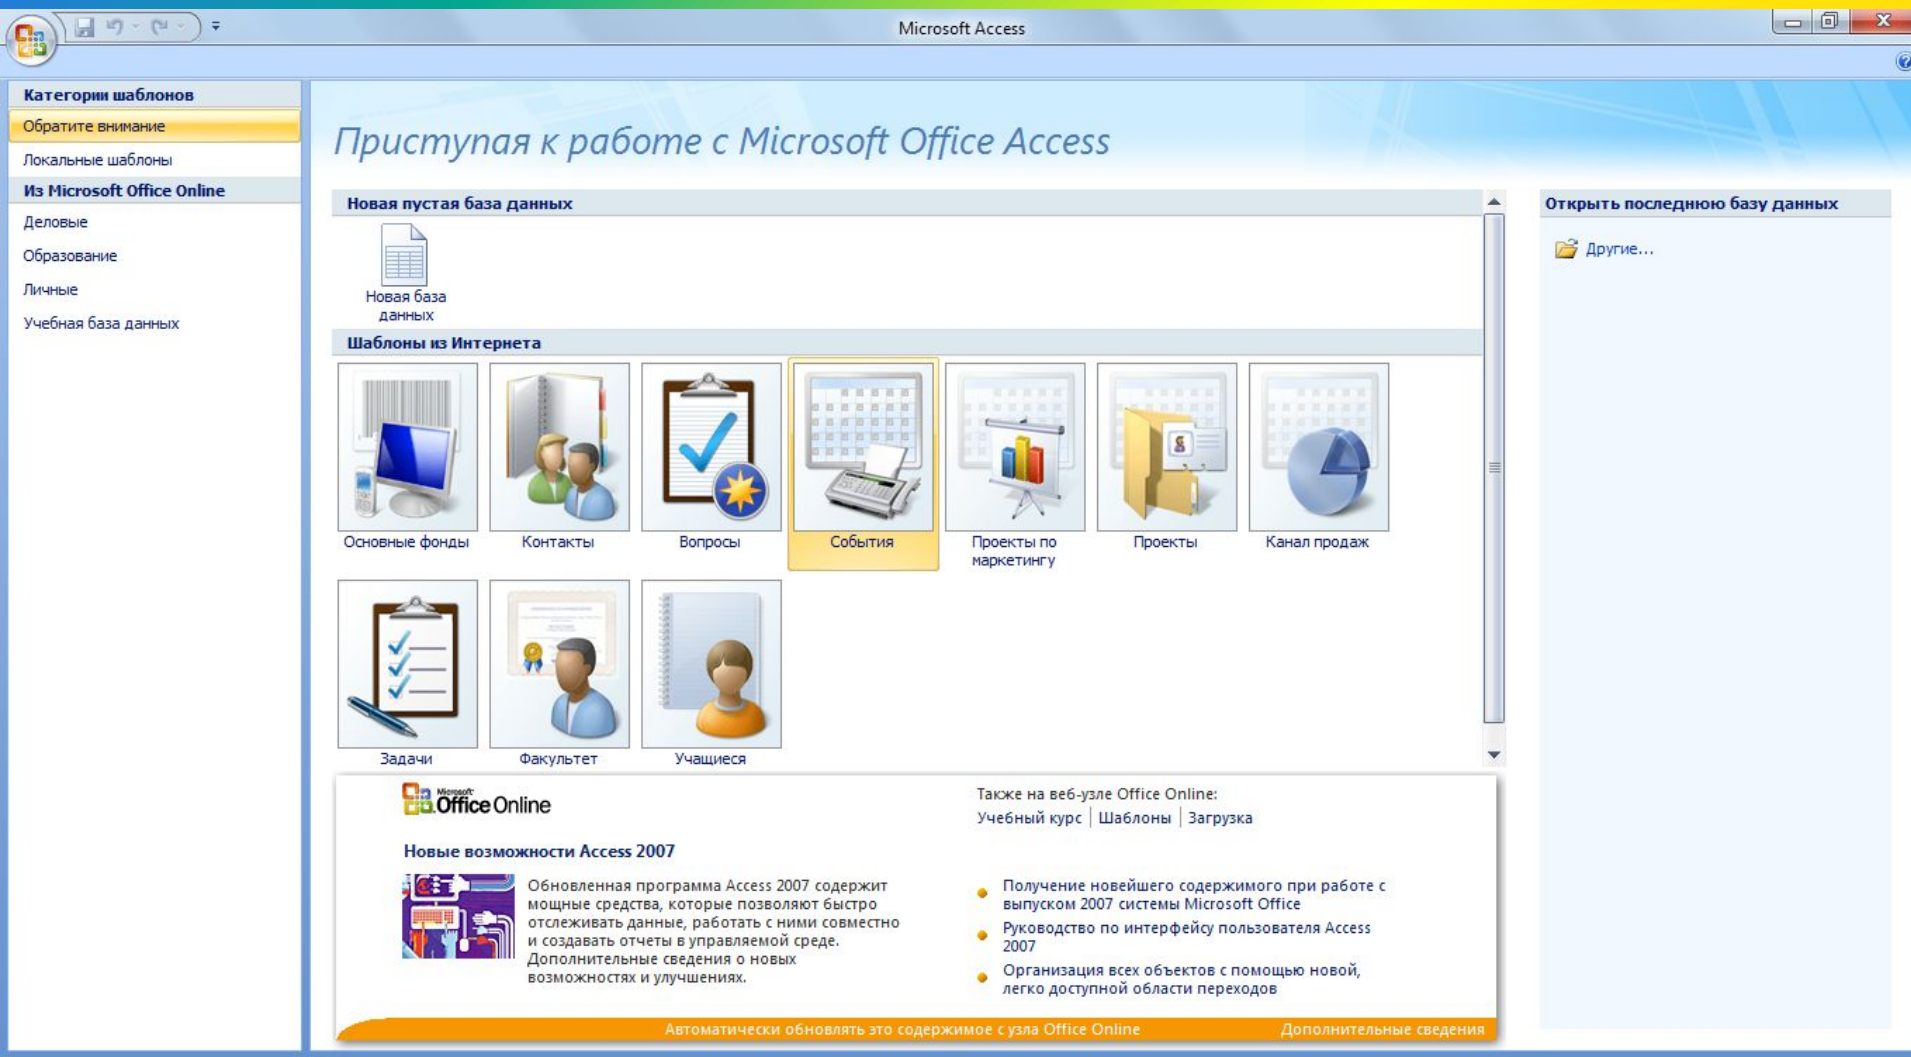 Microsoft Access
Категории шаблонов
Обратите внимание
Локальные шаблоны
Из Microsoft Office Online
Деловые
Образование
Личные
Учебная база данных
Приступая к работе с Microsoft Office Access
Новая пустая база данных
Новая база
данных
Шаблоны из Интернета
Основные фонды
Контакты
Вопросы
События
Проекты по
маркетингу
Проекты
Канал продаж
Задачи
Факультет
Учащиеся
Открыть последнюю базу данных
Другие...
Microsoft
Office Online
Также на веб-узле Office Online:
Учебный курс | Шаблоны | Загрузка
Новые возможности Access 2007
Обновленная программа Access 2007 содержит
мощные средства, которые позволяют быстро
отслеживать данные, работать с ними совместно
и создавать отчеты в управляемой среде.
Дополнительные сведения о новых
возможностях и улучшениях.
Получение новейшего содержимого при работе с
выпуском 2007 системы Microsoft Office
Руководство по интерфейсу пользователя Access
2007
Организация всех объектов с помощью новой,
легко доступной области переходов
Автоматически обновлять это содержимое с узла Office Online
Дополнительные сведения